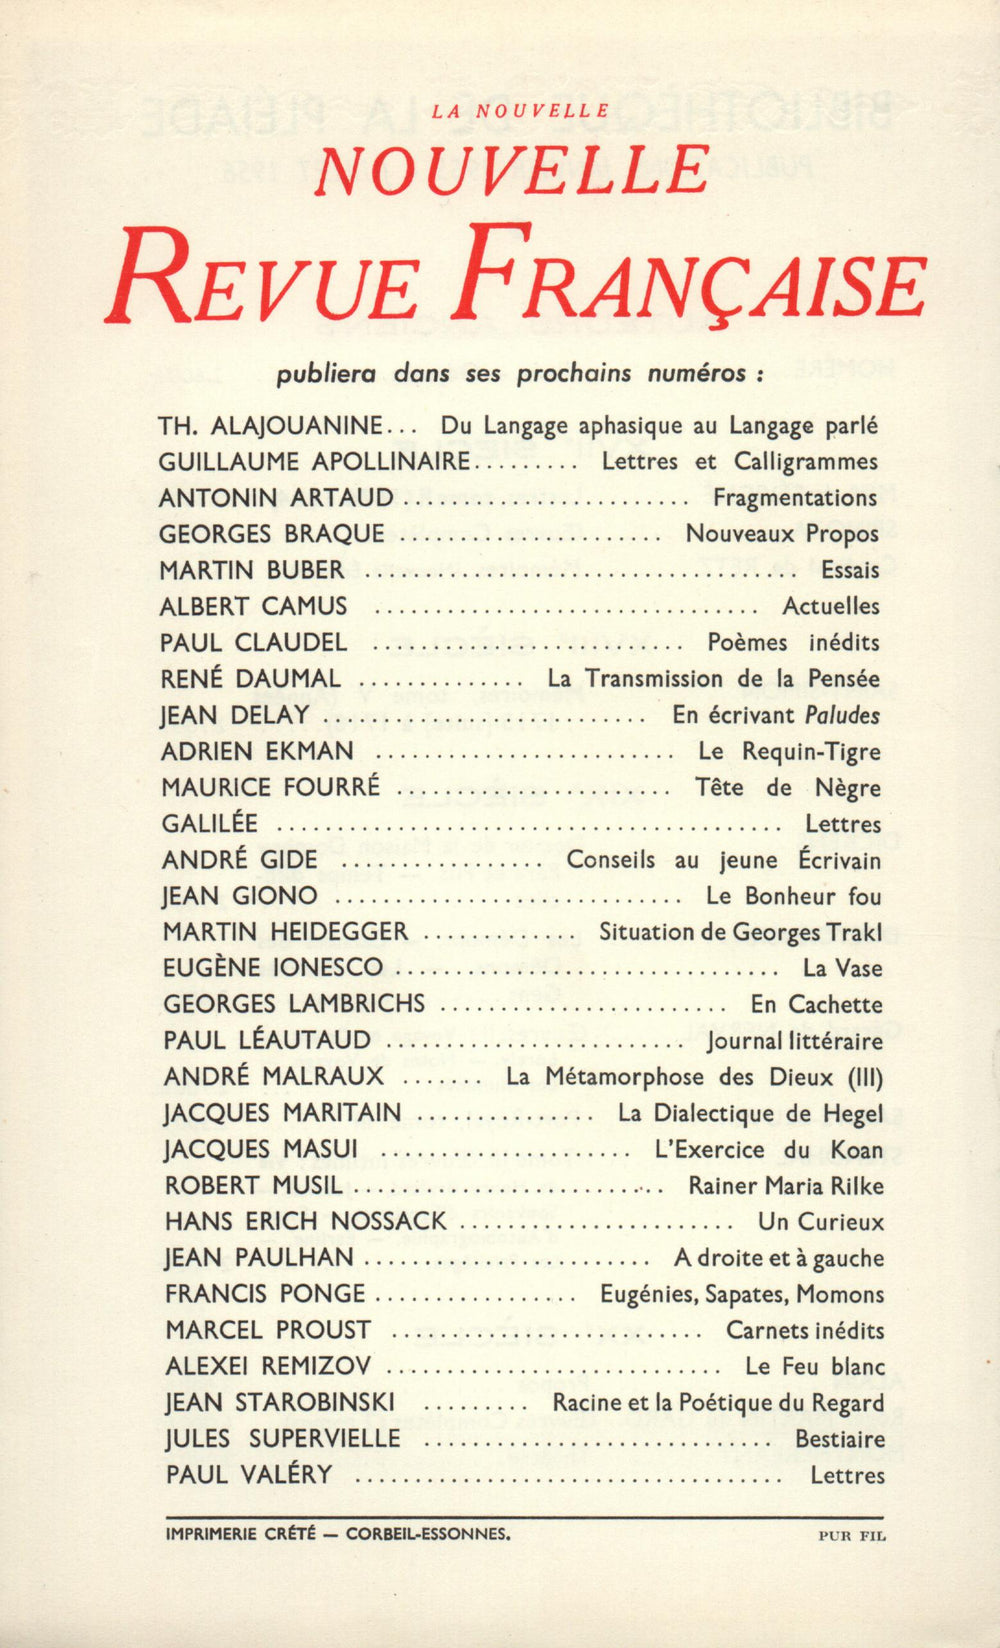 LA NOUVELLE
NOUVELLE
REVUE FRANÇAISE
publiera dans ses prochains numéros :
TH. ALAJOUANINE... Du Langage aphasique au Langage parlé
GUILLAUME APOLLINAIRE......... Lettres et Calligrammes
ANTONIN ARTAUD ......................... Fragmentations
GEORGES BRAQUE ....................... Nouveaux Propos
MARTIN BUBER ..................................... Essais
ALBERT CAMUS ................................. Actuelles
PAUL CLAUDEL ........................... Poèmes inédits
RENÉ DAUMAL .............. La Transmission de la Pensée
JEAN DELAY ............................ En écrivant Paludes
ADRIEN EKMAN .......................... Le Requin-Tigre
MAURICE FOURRÉ ........................ Tête de Nègre
GALILÉE ........................................... Lettres
ANDRÉ GIDE ................. Conseils au jeune Écrivain
JEAN GIONO .............................. Le Bonheur fou
MARTIN HEIDEGGER ............. Situation de Georges Trakl
EUGÈNE IONESCO ................................. La Vase
GEORGES LAMBRICHS ......................... En Cachette
PAUL LÉAUTAUD .......................... Journal littéraire
ANDRÉ MALRAUX ....... La Métamorphose des Dieux (III)
JACQUES MARITAIN ............... La Dialectique de Hegel
JACQUES MASUI ...................... L'Exercice du Koan
ROBERT MUSIL ........................... Rainer Maria Rilke
HANS ERICH NOSSACK ........................ Un Curieux
JEAN PAULHAN ......................... A droite et à gauche
FRANCIS PONGE .................. Eugénies, Sapates, Momons
MARCEL PROUST ........................... Carnets inédits
ALEXEI REMIZOV ............................. Le Feu blanc
JEAN STAROBINSKI ......... Racine et la Poétique du Regard
JULES SUPERVIELLE .............................. Bestiaire
PAUL VALÉRY ..................................... Lettres
IMPRIMERIE CRÉTÉ — CORBEIL-ESSONNES.
PUR FIL